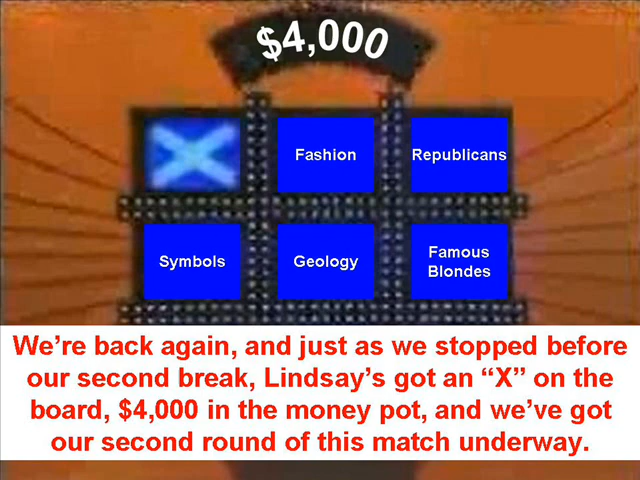 $4,000
Fashion
Republicans
Symbols
Geology
Famous
Blondes
We’re back again, and just as we stopped before
our second break, Lindsay’s got an “X” on the
board, $4,000 in the money pot, and we’ve got
our second round of this match underway.